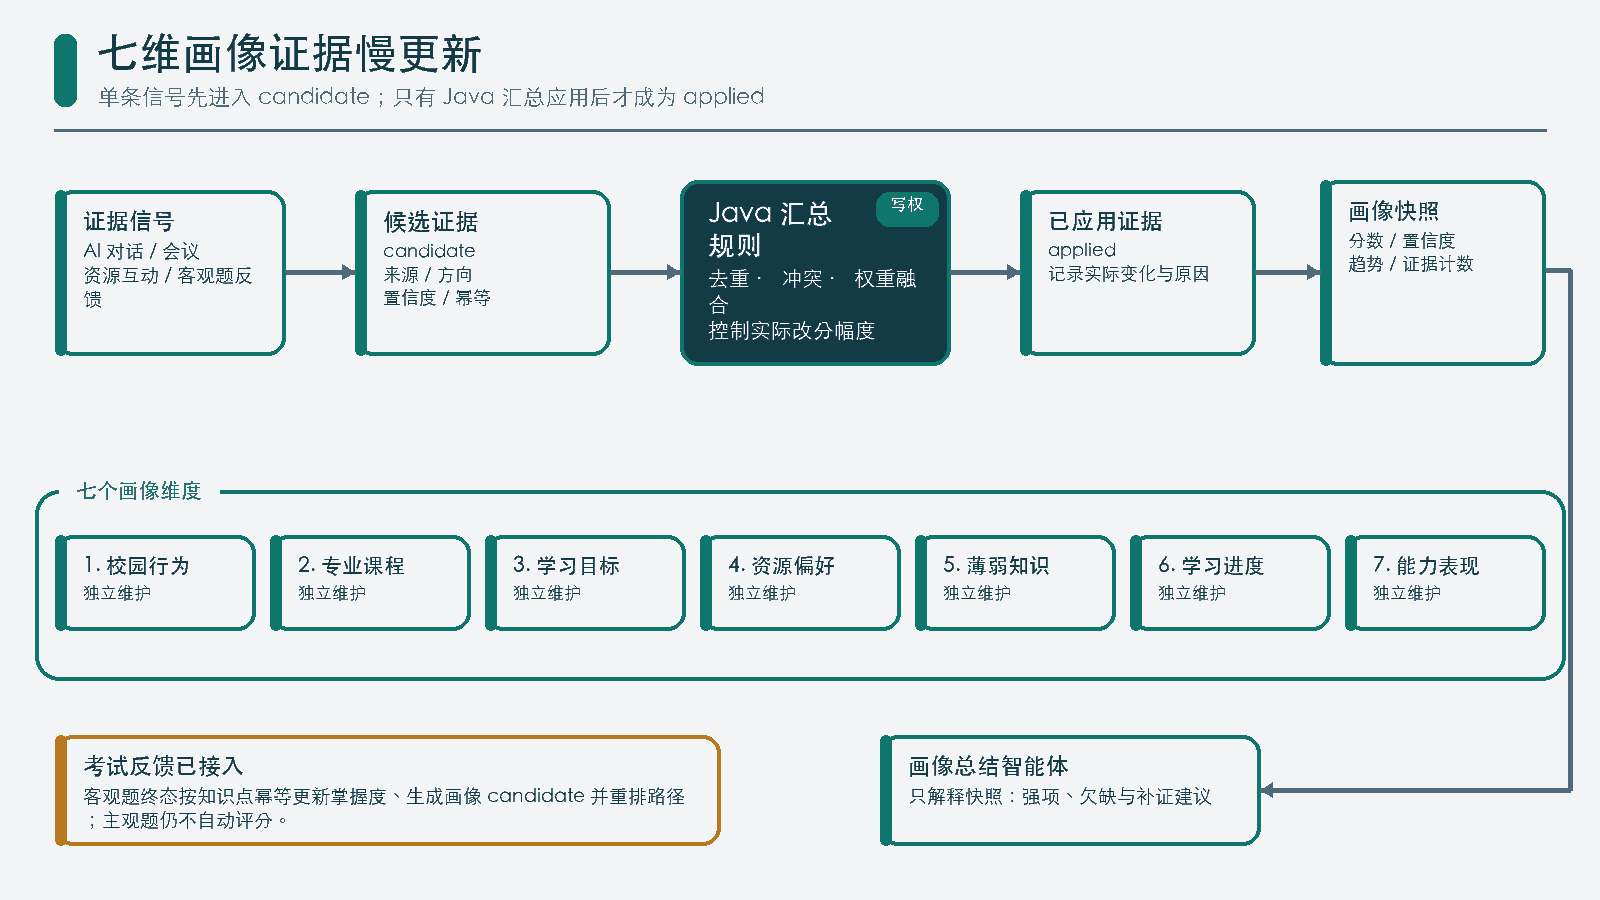 七维画像证据慢更新
单条信号先进入 candidate；只有 Java 汇总应用后才成为 applied
证据信号
AI 对话 / 会议
资源互动 / 客观题反
馈
候选证据
candidate
来源 / 方向
置信度 / 幂等
Java 汇总
规则
写权
去重 · 冲突 · 权重融
合
控制实际改分幅度
已应用证据
applied
记录实际变化与原因
画像快照
分数 / 置信度
趋势 / 证据计数
七个画像维度
1. 校园行为
独立维护
2. 专业课程
独立维护
3. 学习目标
独立维护
4. 资源偏好
独立维护
5. 薄弱知识
独立维护
6. 学习进度
独立维护
7. 能力表现
独立维护
考试反馈已接入
客观题终态按知识点幂等更新掌握度、生成画像 candidate 并重排路径
；主观题仍不自动评分。
画像总结智能体
只解释快照：强项、欠缺与补证建议